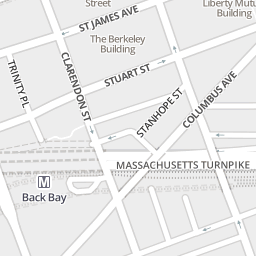 Street
Liberty Mutu
Building
ST JAMES AVE
The Berkeley
Building
TRINITY PL
CLARENDON ST
STUART ST
STANHOPE ST
COLUMBUS AVE
MASSACHUSETTS TURNPIKE
M
Back Bay